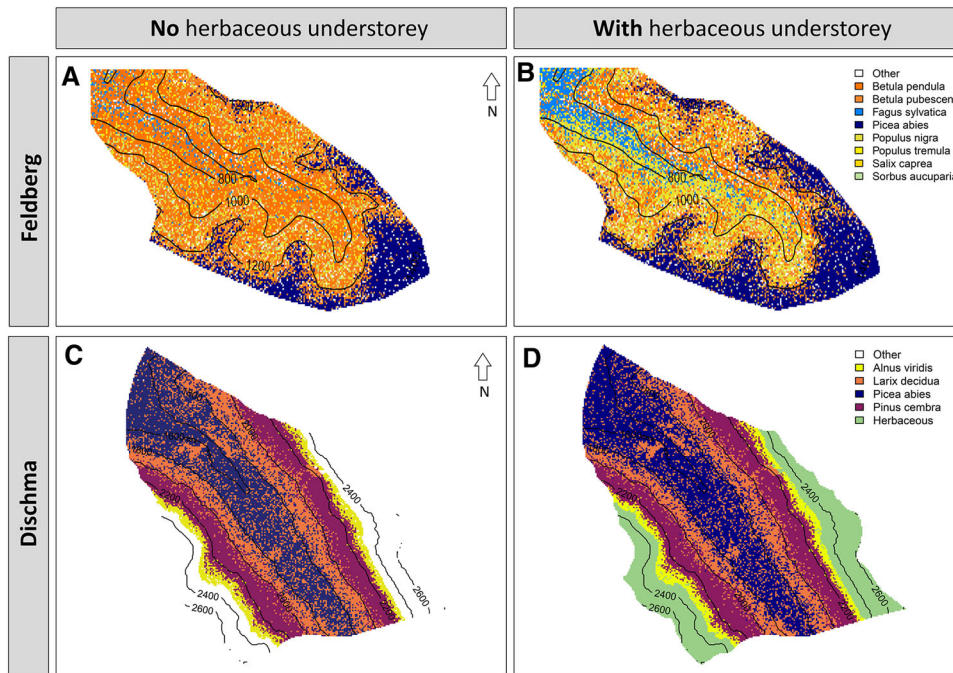 No herbaceous understorey
With herbaceous understorey
Feldberg
A
N
800
1000
1200
B
Other
Betula pendula
Betula pubescen
Fagus sylvatica
Picea abies
Populus nigra
Populus tremula
Salix caprea
Sorbus aucuparia
800
1000
Dischma
C
N
2200
2400
2600
2400
2600
D
Other
Alnus viridis
Larix decidua
Picea abies
Pinus cembra
Herbaceous
2400
2600
2200
2400
2600